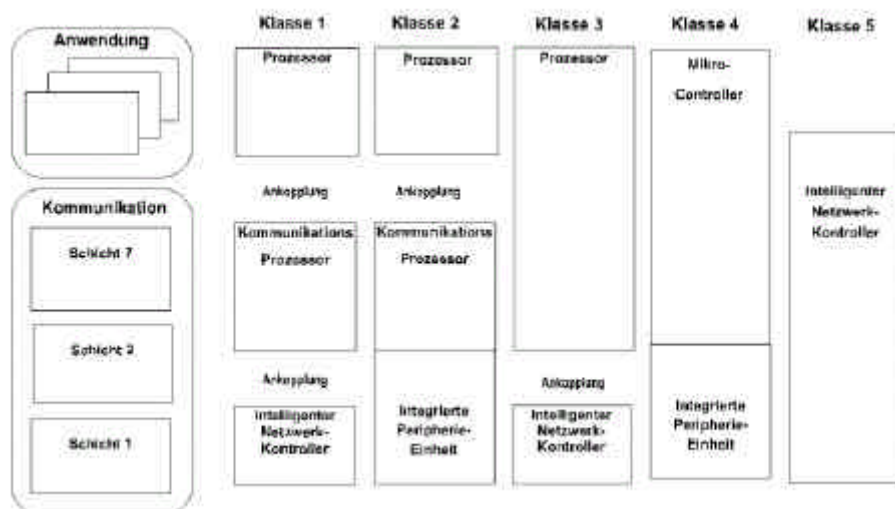 Anwendung
Kommunikation
Schicht 7
Schicht 2
Schicht 1
Klasse 1
Prozessor
Ankopplung
Kommunikations
Prozessor
Ankopplung
Intelligenter
Netzwerk-
Kontroller
Klasse 2
Prozessor
Ankopplung
Kommunikations
Prozessor
Integrierte
Peripherie-
Einheit
Klasse 3
Prozessor
Ankopplung
Intelligenter
Netzwerk-
Kontroller
Klasse 4
Mikro-
Controller
Integrierte
Peripherie-
Einheit
Klasse 5
Intelligenter
Netzwerk-
Kontroller